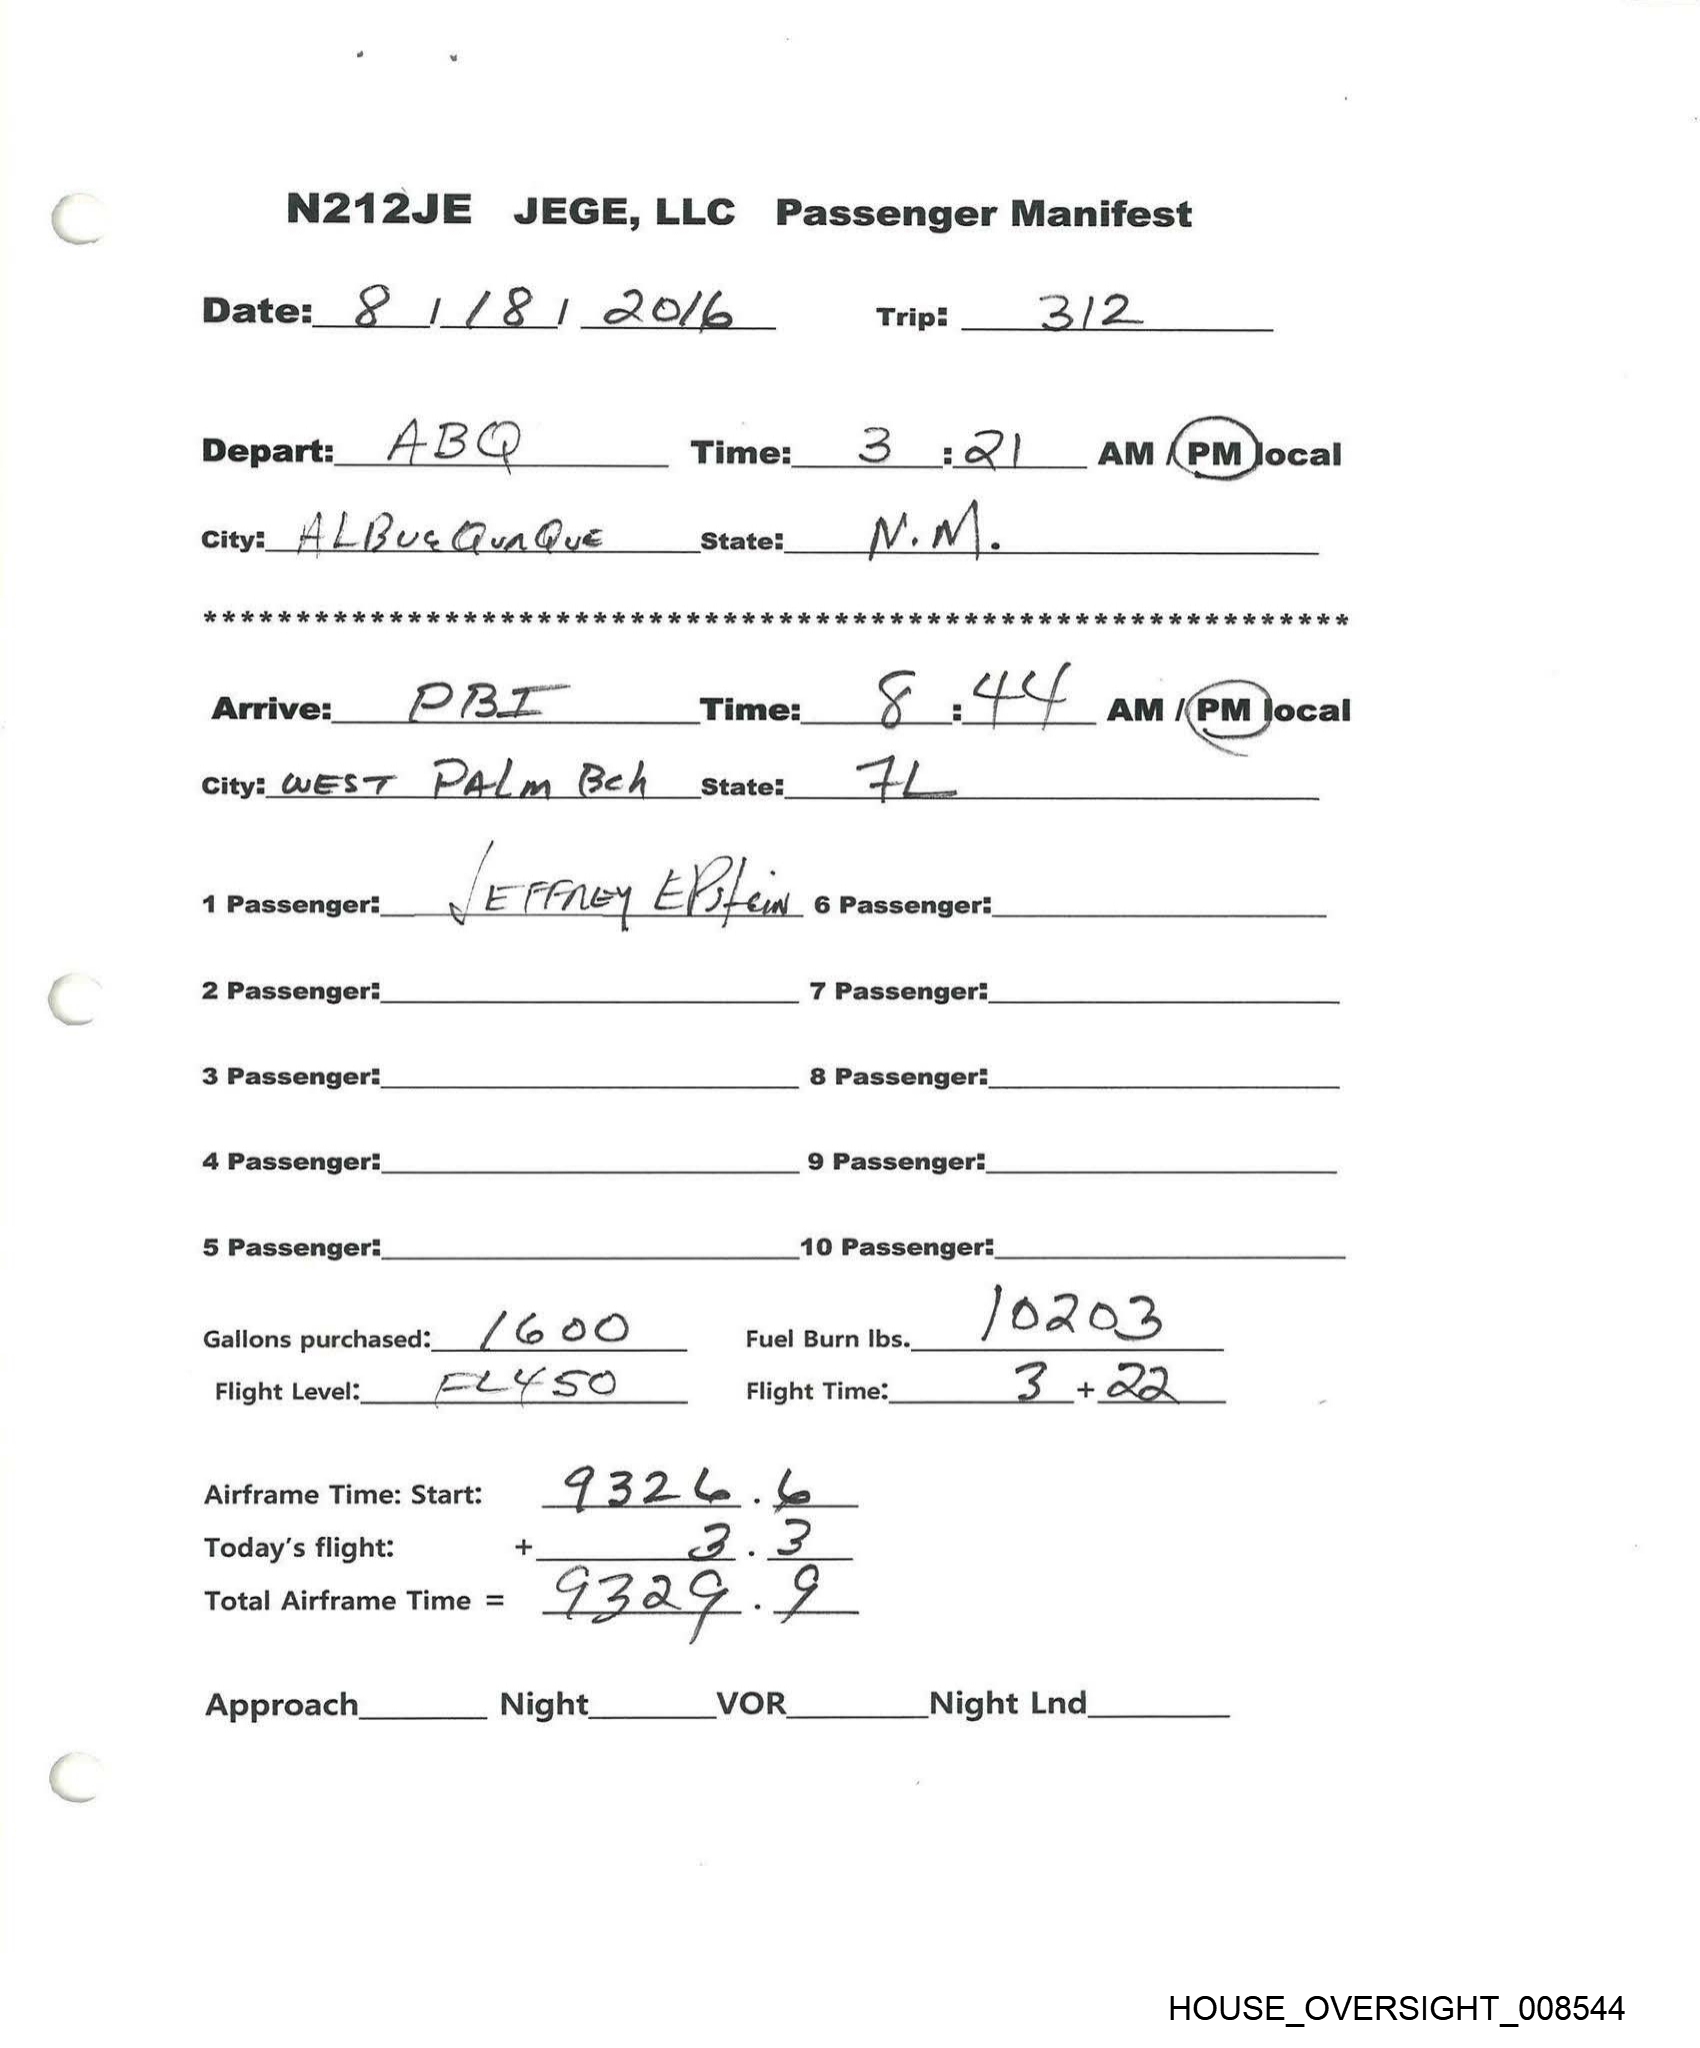 N212JE JEGE, LLC Passenger Manifest
Date: 8 / 18 / 2016 Trip: 312
Depart: ABQ Time: 3 : 21 AM / PM local
City: ALBueQurQue State: N.M.
**************************************************************
Arrive: PBI Time: 8 : 44 AM / PM local
City: WEST PALm Bch State: FL
1 Passenger: JEFFREY EPstein 6 Passenger:
2 Passenger: 7 Passenger:
3 Passenger: 8 Passenger:
4 Passenger: 9 Passenger:
5 Passenger: 10 Passenger:
Gallons purchased: 1600 Fuel Burn lbs. 10203
Flight Level: FL450 Flight Time: 3 + 22
Airframe Time: Start: 9326 . 6
Today's flight: + 3 . 3
Total Airframe Time = 9329 . 9
Approach Night VOR Night Lnd
HOUSE_OVERSIGHT_008544